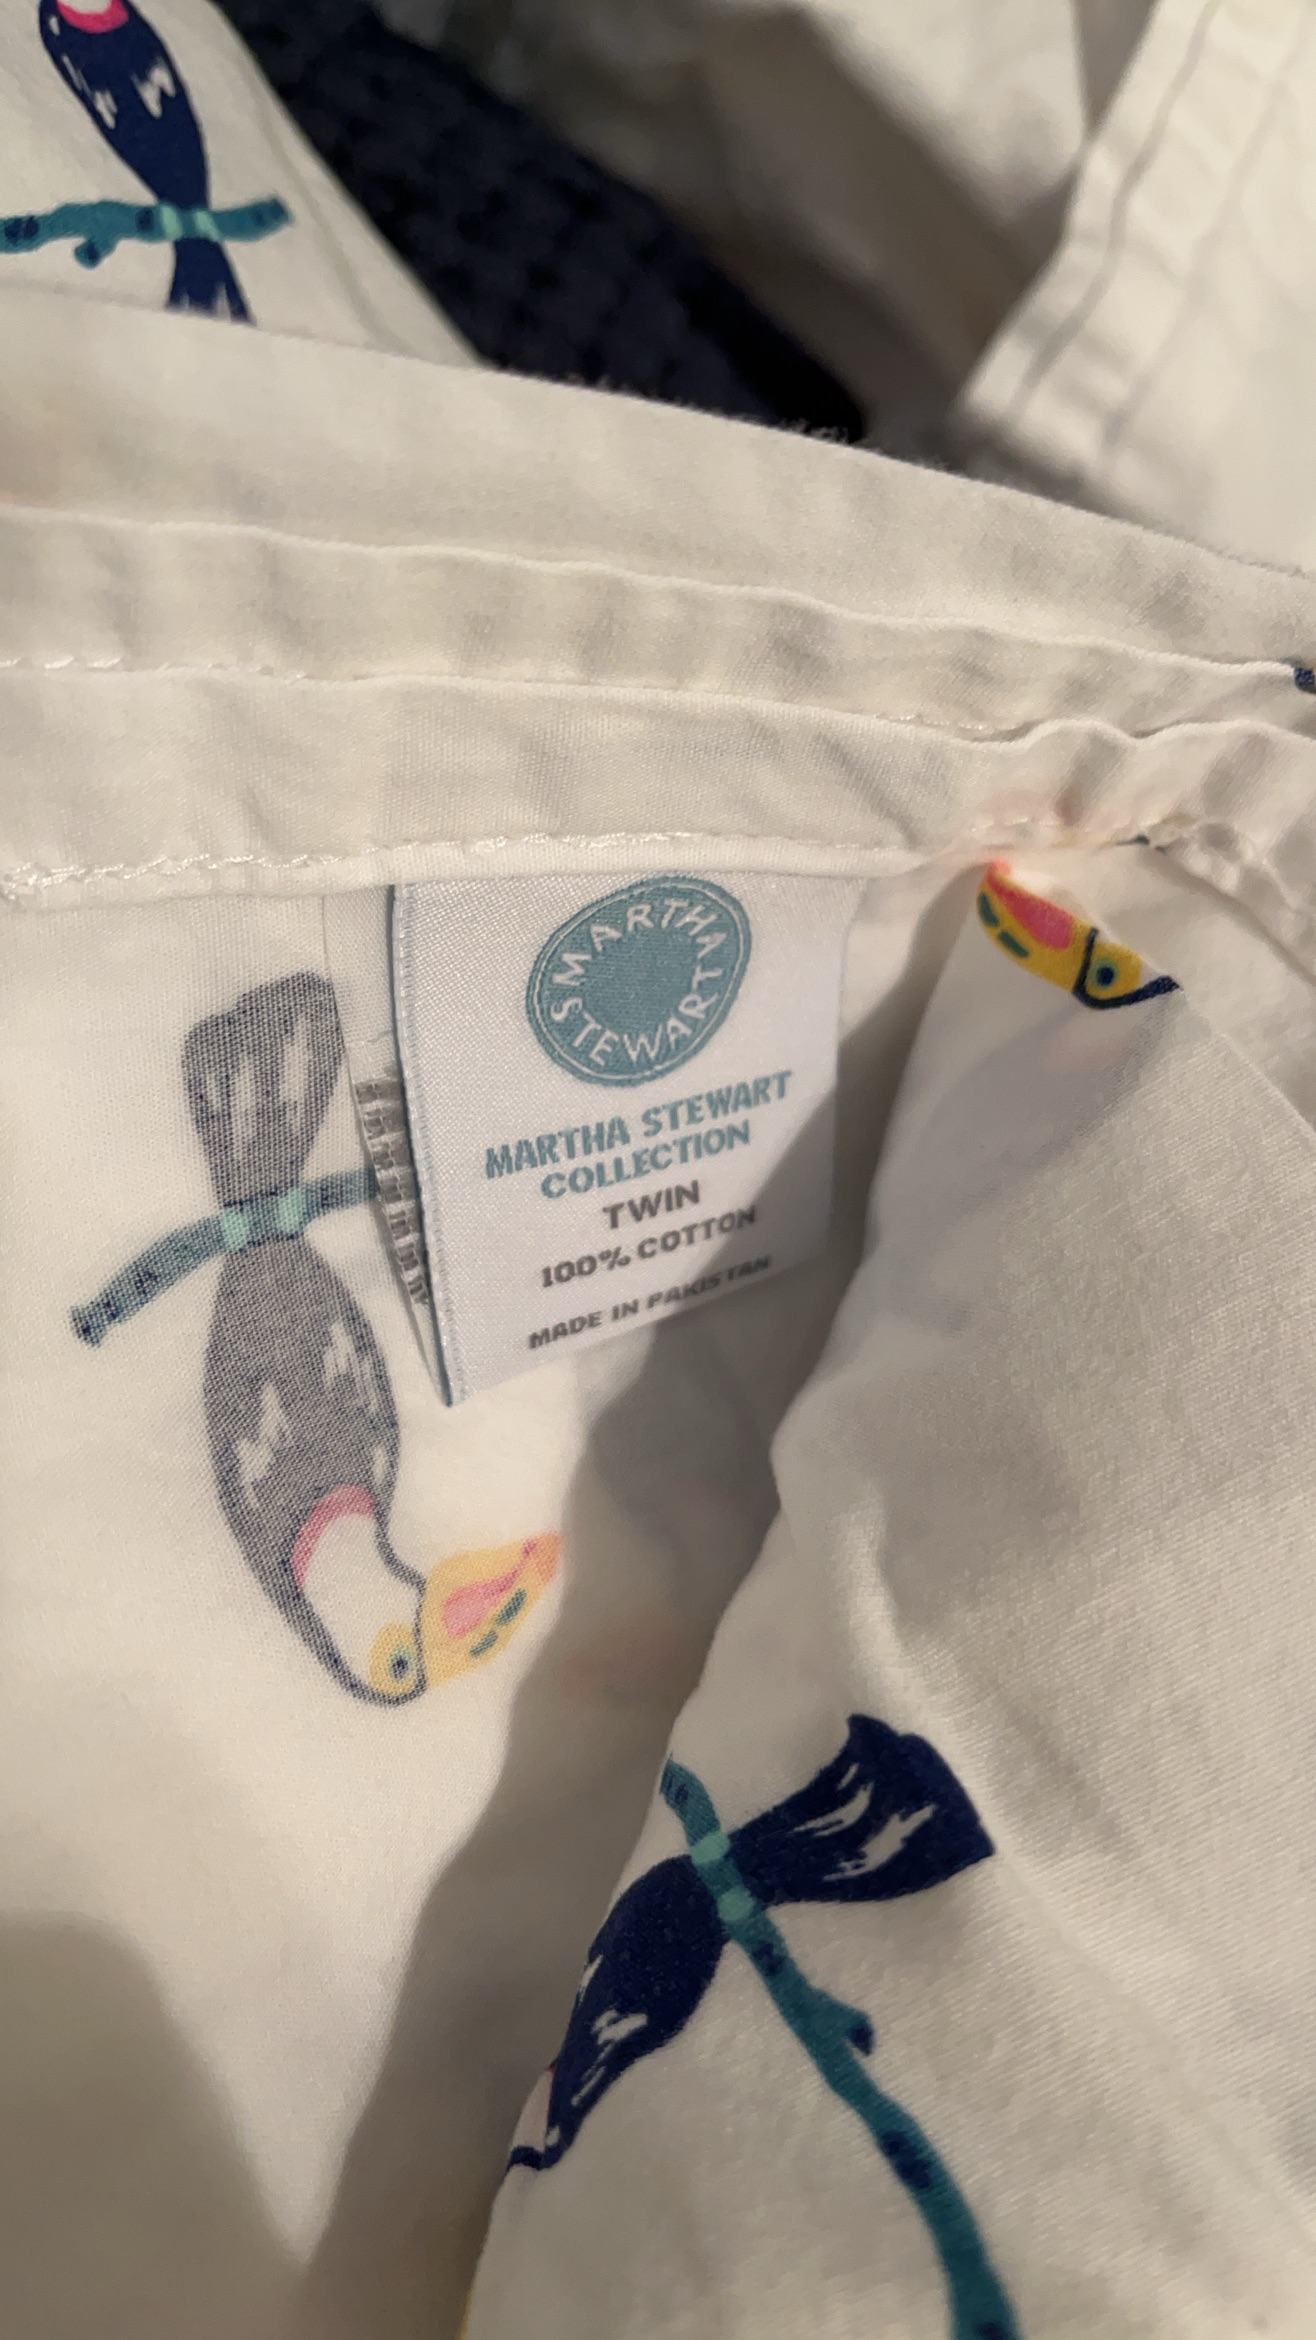 MARTHA STEWART
MARTHA STEWART
COLLECTION
TWIN
100% COTTON
MADE IN PAKISTAN